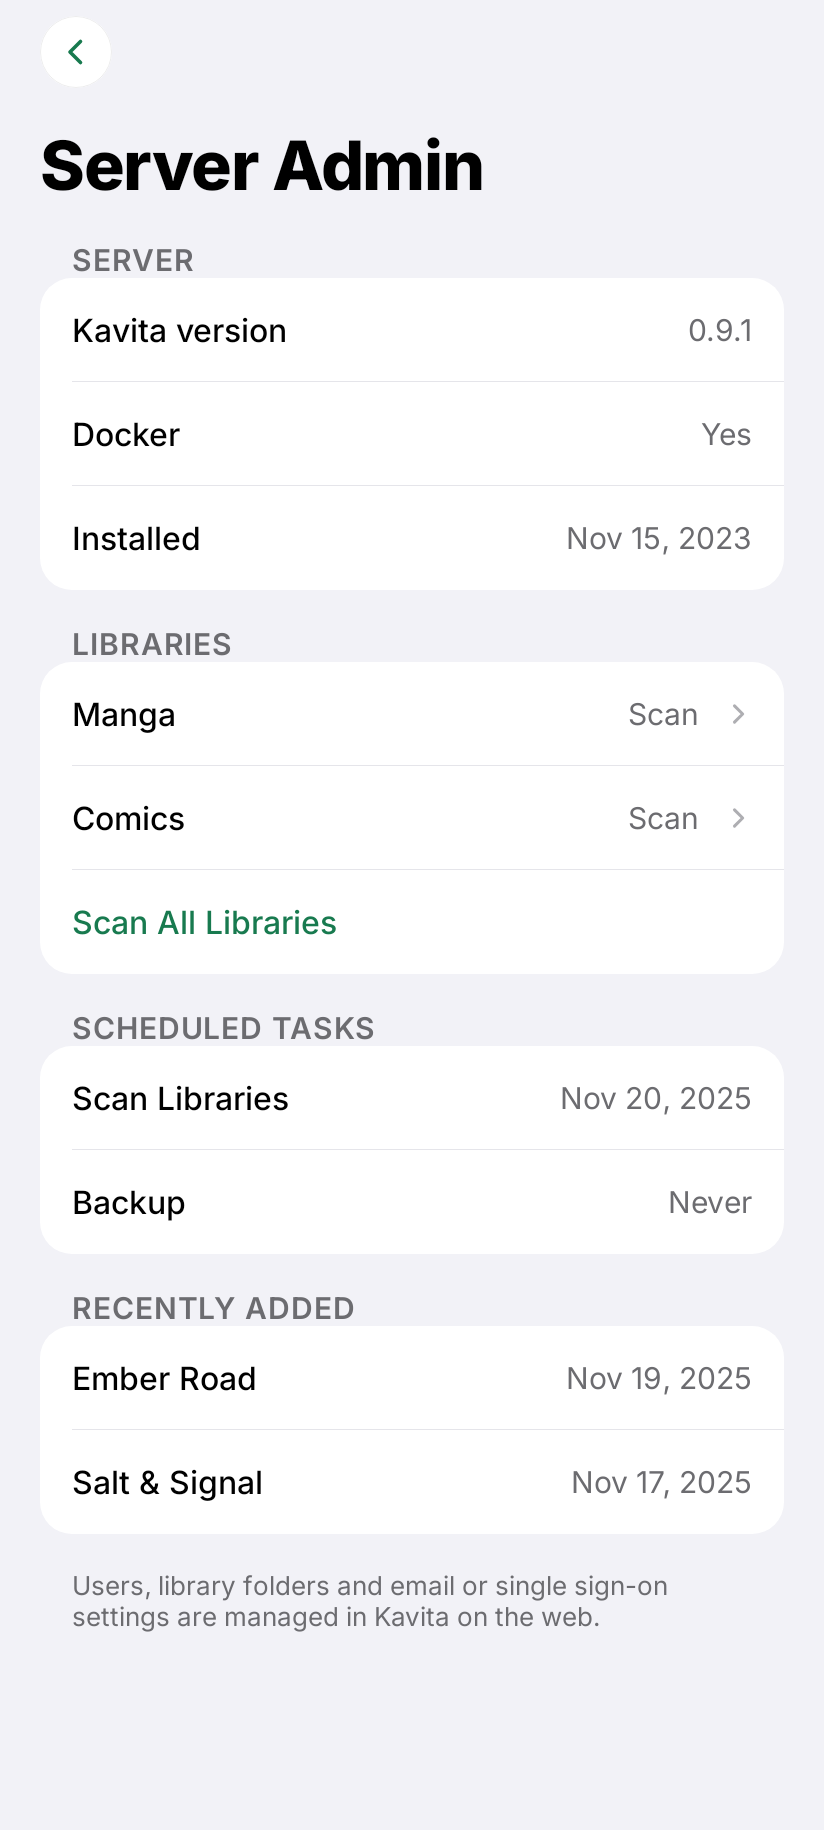 Server Admin
SERVER
Kavita version 0.9.1
Docker Yes
Installed Nov 15, 2023
LIBRARIES
Manga Scan
Comics Scan
Scan All Libraries
SCHEDULED TASKS
Scan Libraries Nov 20, 2025
Backup Never
RECENTLY ADDED
Ember Road Nov 19, 2025
Salt & Signal Nov 17, 2025
Users, library folders and email or single sign-on
settings are managed in Kavita on the web.